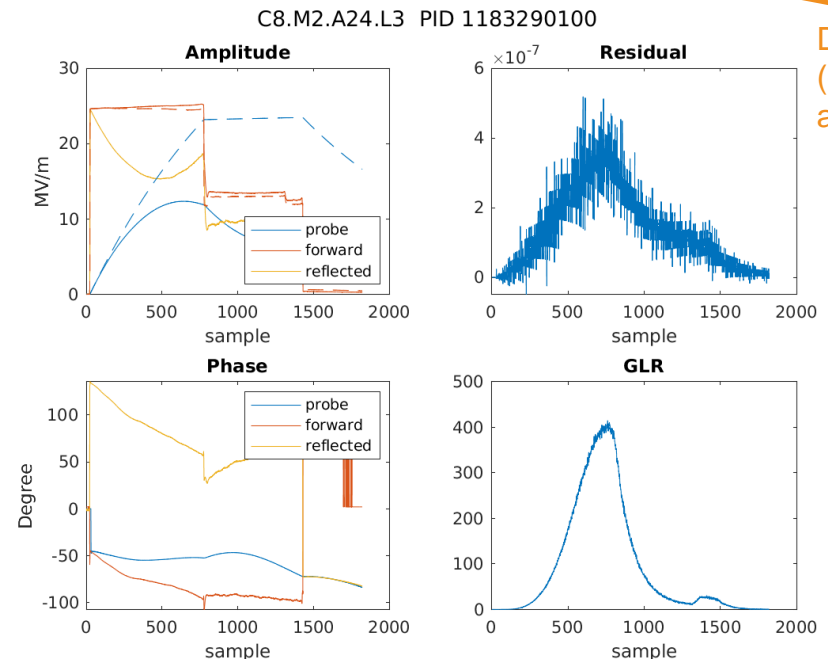 C8.M2.A24.L3 PID 1183290100
Amplitude
30
20
10
0
MV/m
0 500 1000 1500 2000
sample
probe
forward
reflected
Residual
×10⁻⁷
6
4
2
0
0 500 1000 1500 2000
sample
D
(
a
Phase
100
50
0
-50
-100
Degree
0 500 1000 1500 2000
sample
probe
forward
reflected
GLR
500
400
300
200
100
0
0 500 1000 1500 2000
sample